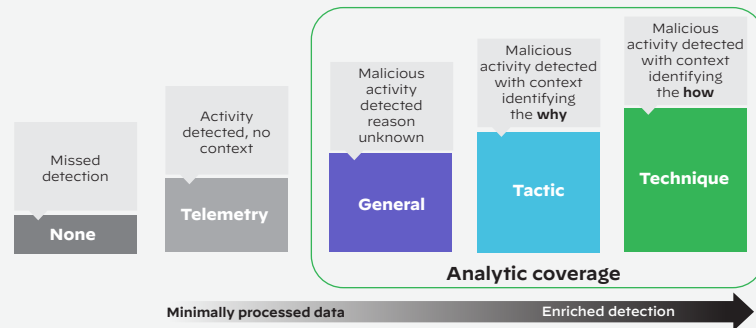 Missed
detection
None
Activity
detected, no
context
Telemetry
Malicious
activity
detected
reason
unknown
General
Malicious
activity detected
with context
identifying
the why
Tactic
Malicious
activity detected
with context
identifying
the how
Technique
Analytic coverage
Minimally processed data
Enriched detection